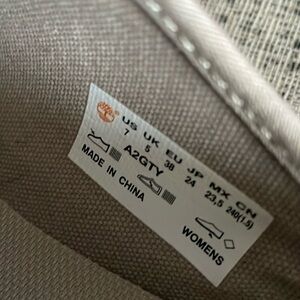 US UK EU JP MX CN
7 5 38 24 23,5 240(1.5)
A2GTY
MADE IN CHINA
WOMENS